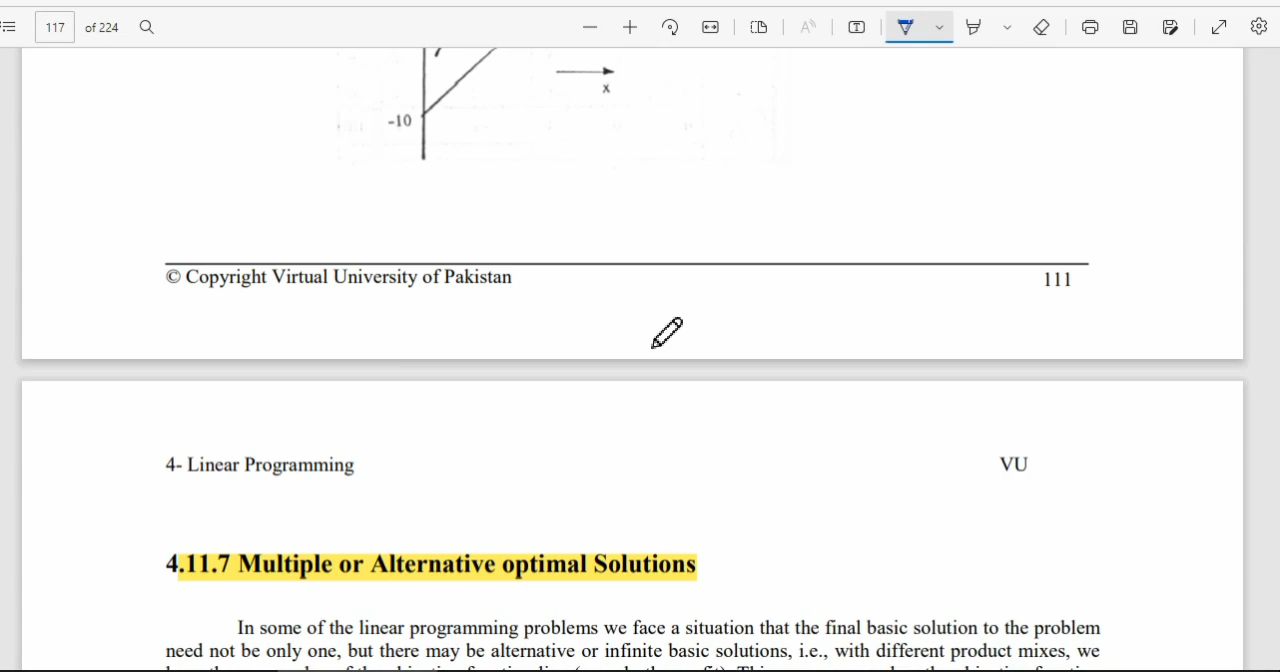 117 of 224
x
-10
© Copyright Virtual University of Pakistan 111
4- Linear Programming VU
4.11.7 Multiple or Alternative optimal Solutions
In some of the linear programming problems we face a situation that the final basic solution to the problem
need not be only one, but there may be alternative or infinite basic solutions, i.e., with different product mixes, we